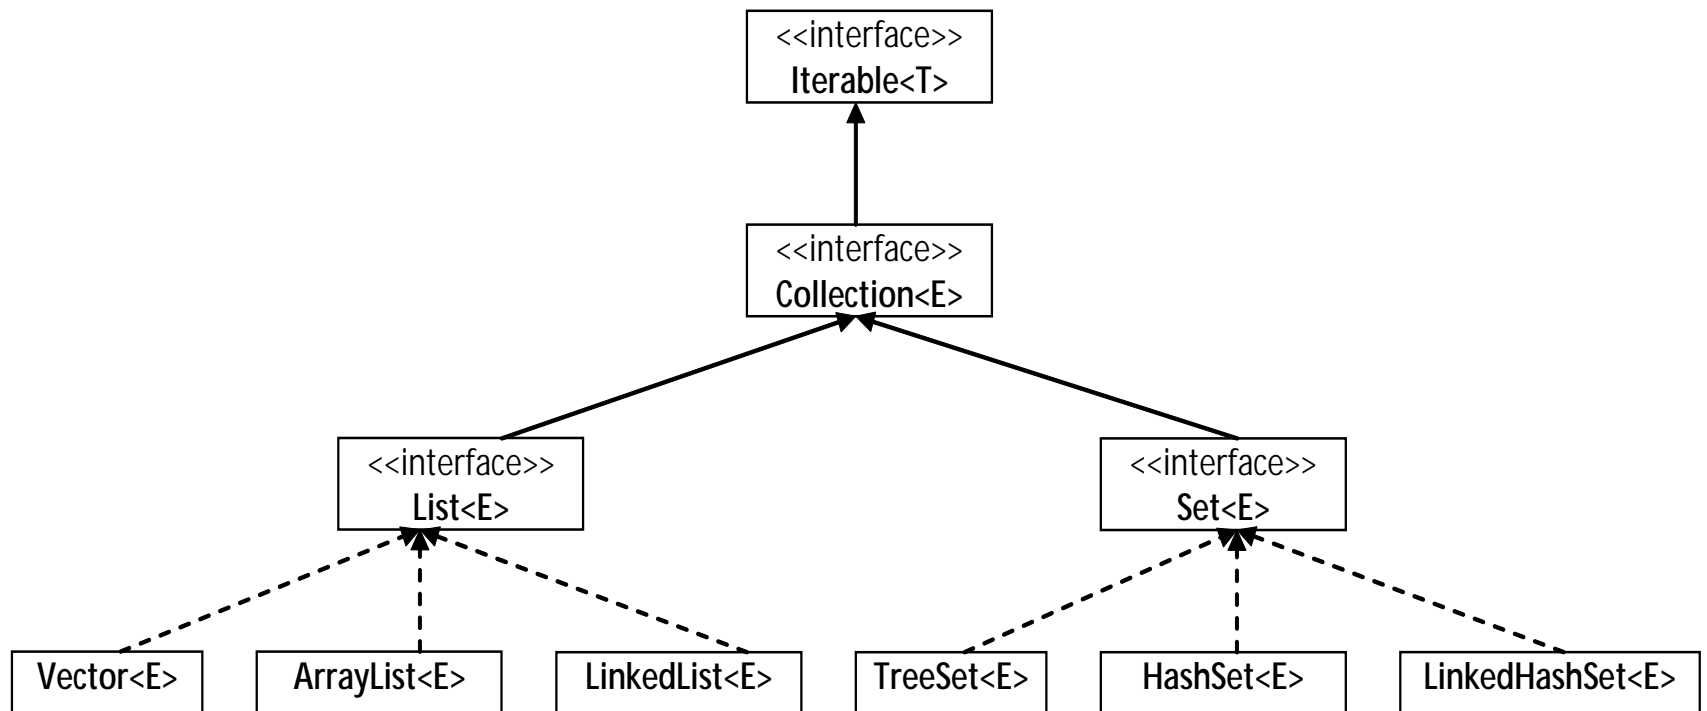 <<interface>>
Iterable<T>
<<interface>>
Collection<E>
<<interface>>
List<E>
<<interface>>
Set<E>
Vector<E>
ArrayList<E>
LinkedList<E>
TreeSet<E>
HashSet<E>
LinkedHashSet<E>